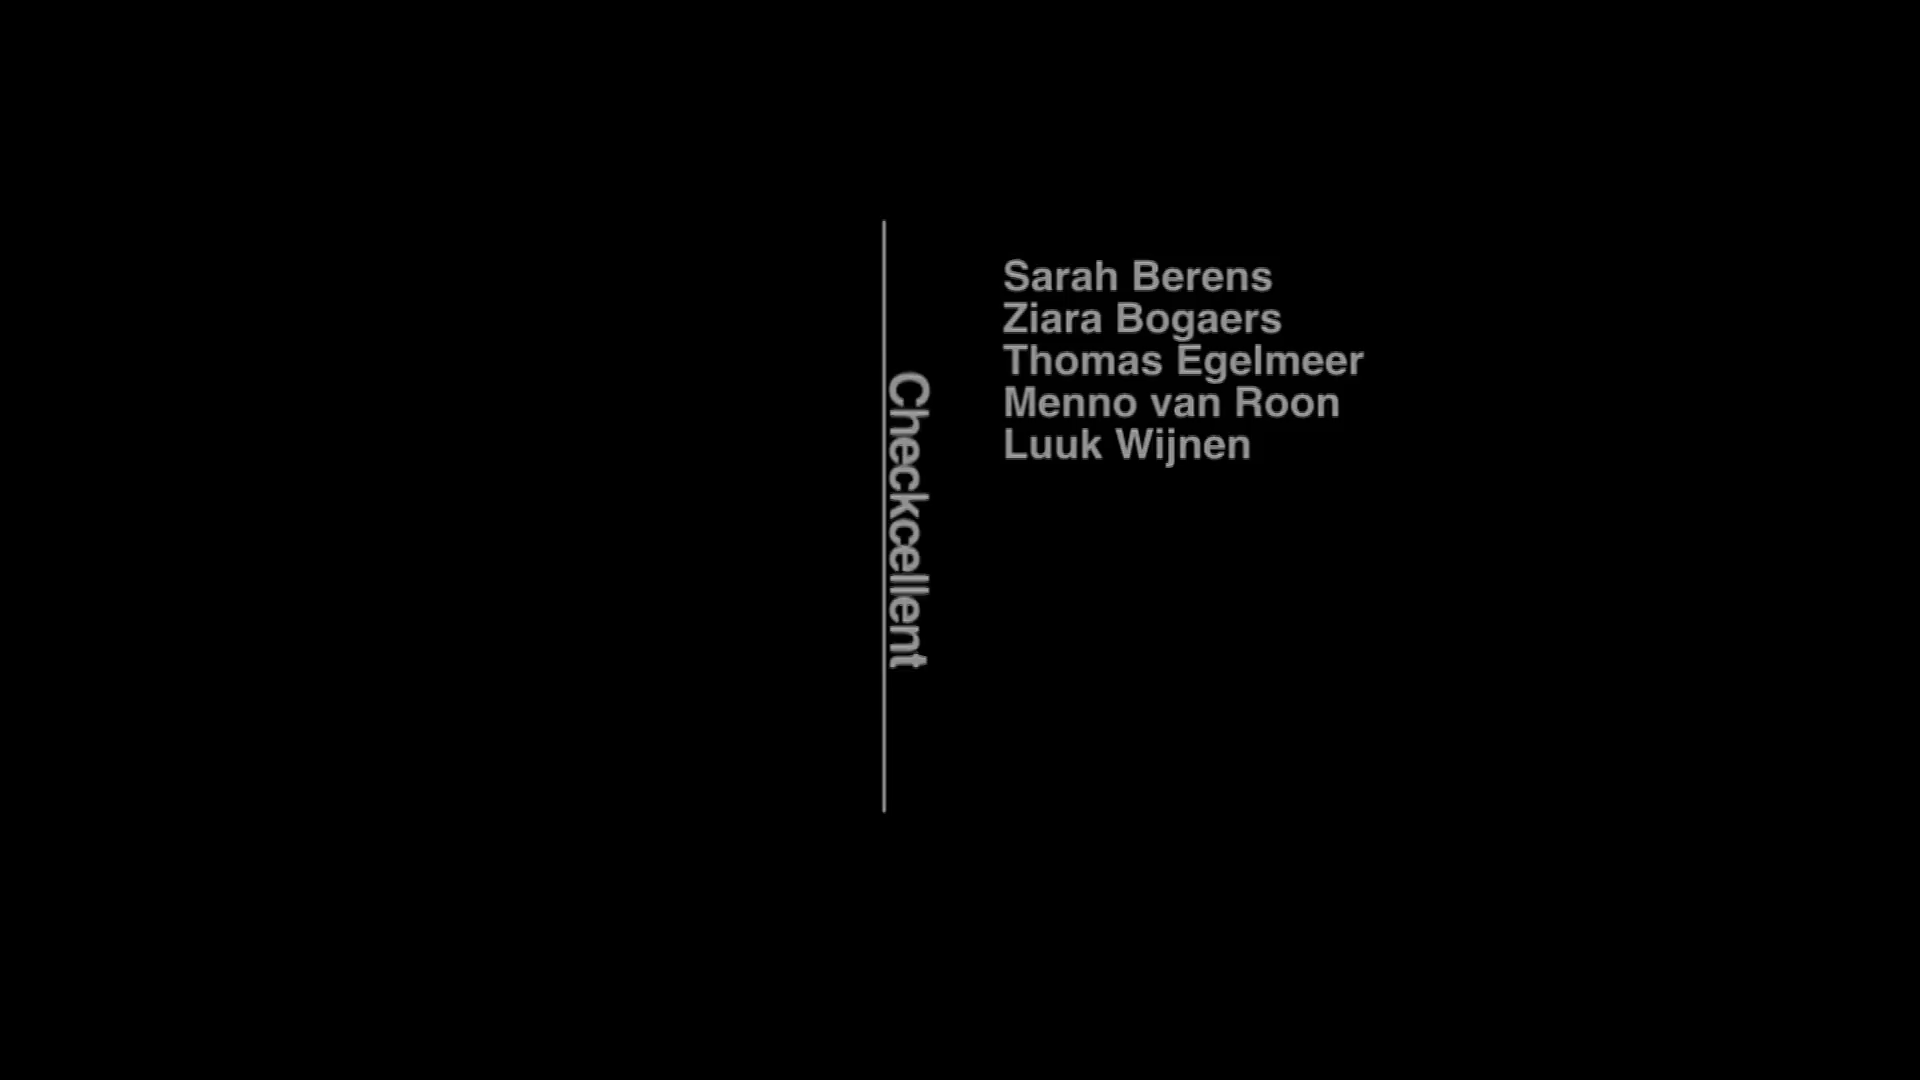 Checkcellent
Sarah Berens
Ziara Bogaers
Thomas Egelmeer
Menno van Roon
Luuk Wijnen